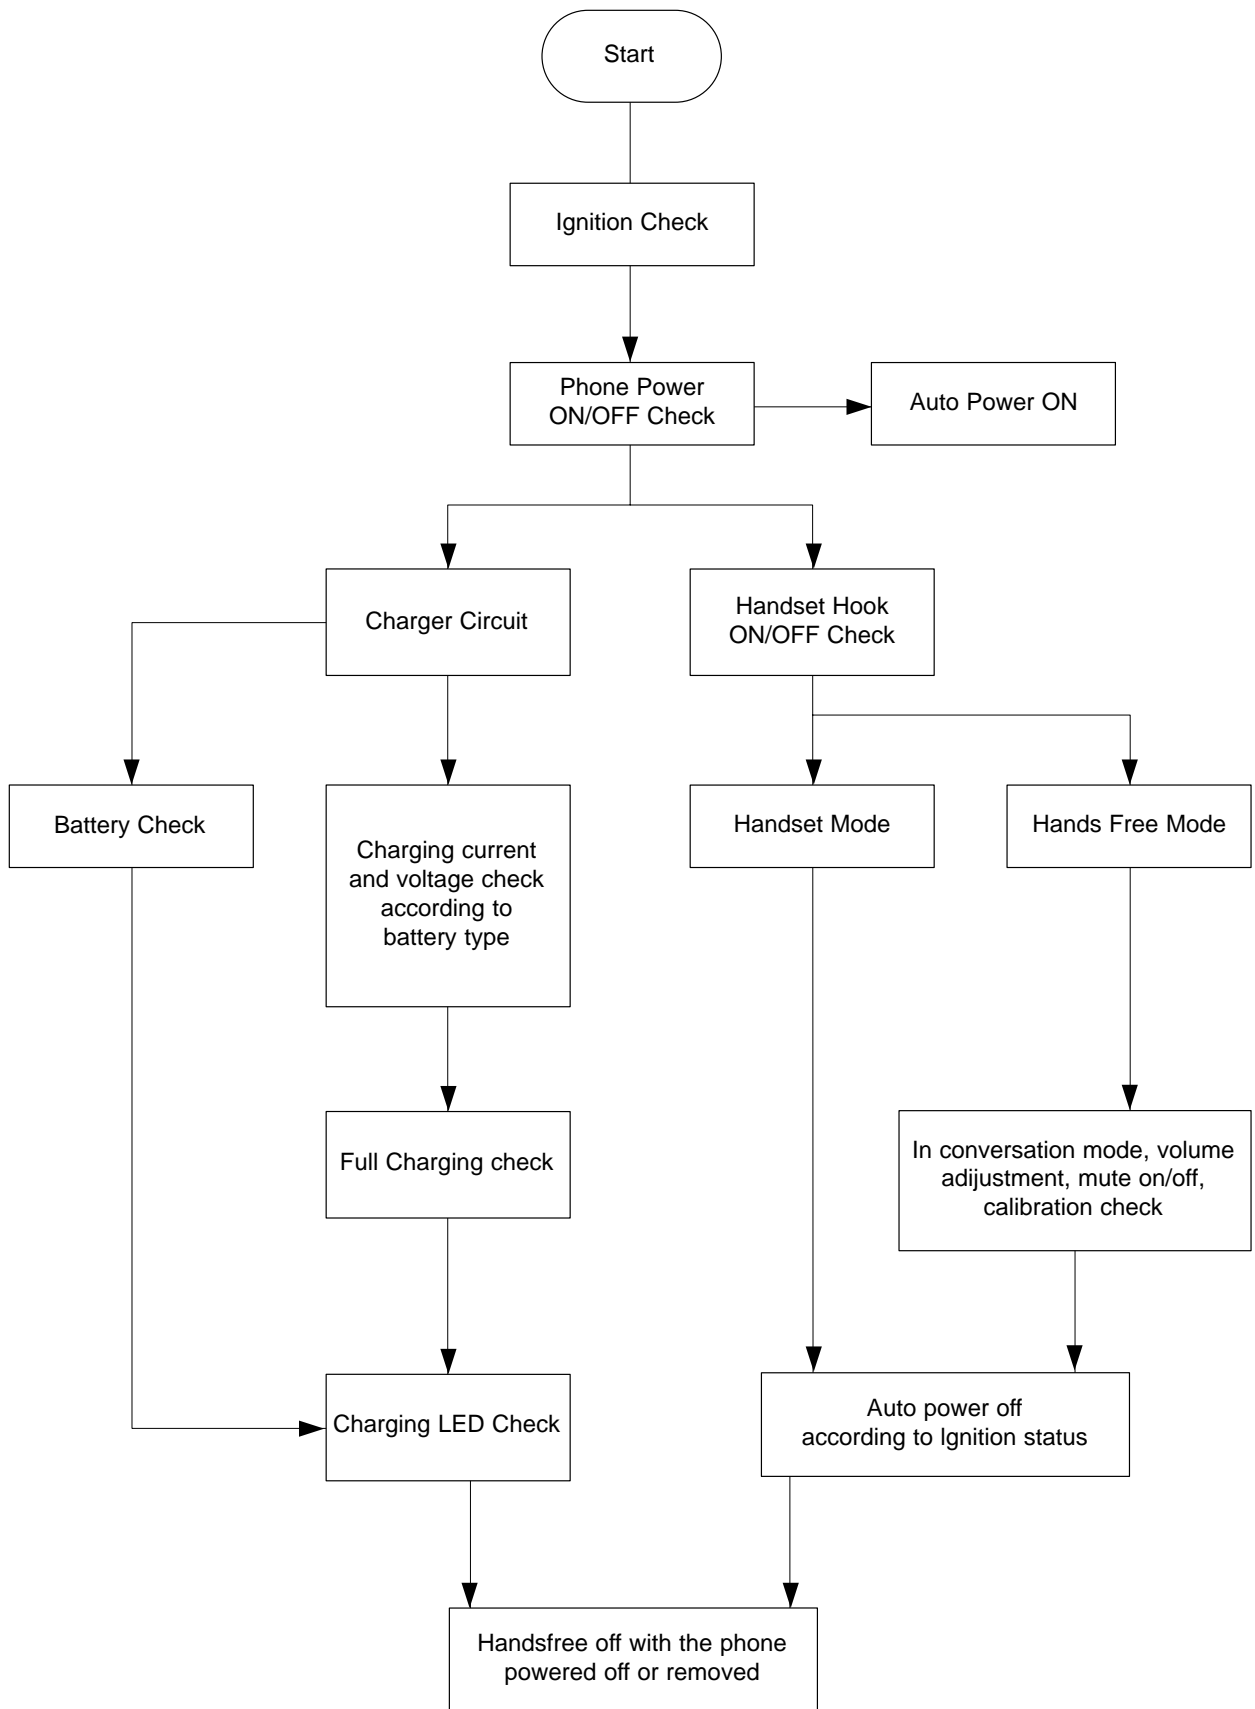 Start
Ignition Check
Phone Power
ON/OFF Check
Auto Power ON
Charger Circuit
Handset Hook
ON/OFF Check
Battery Check
Charging current
and voltage check
according to
battery type
Handset Mode
Hands Free Mode
Full Charging check
In conversation mode, volume
adijustment, mute on/off,
calibration check
Charging LED Check
Auto power off
according to Ignition status
Handsfree off with the phone
powered off or removed